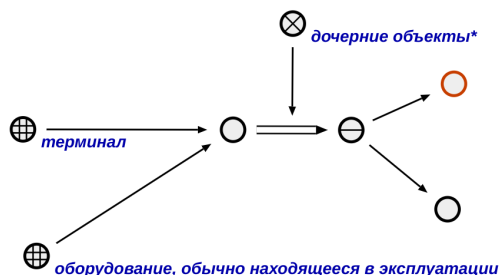 дочерние объекты*
терминал
оборудование, обычно находящееся в эксплуатации